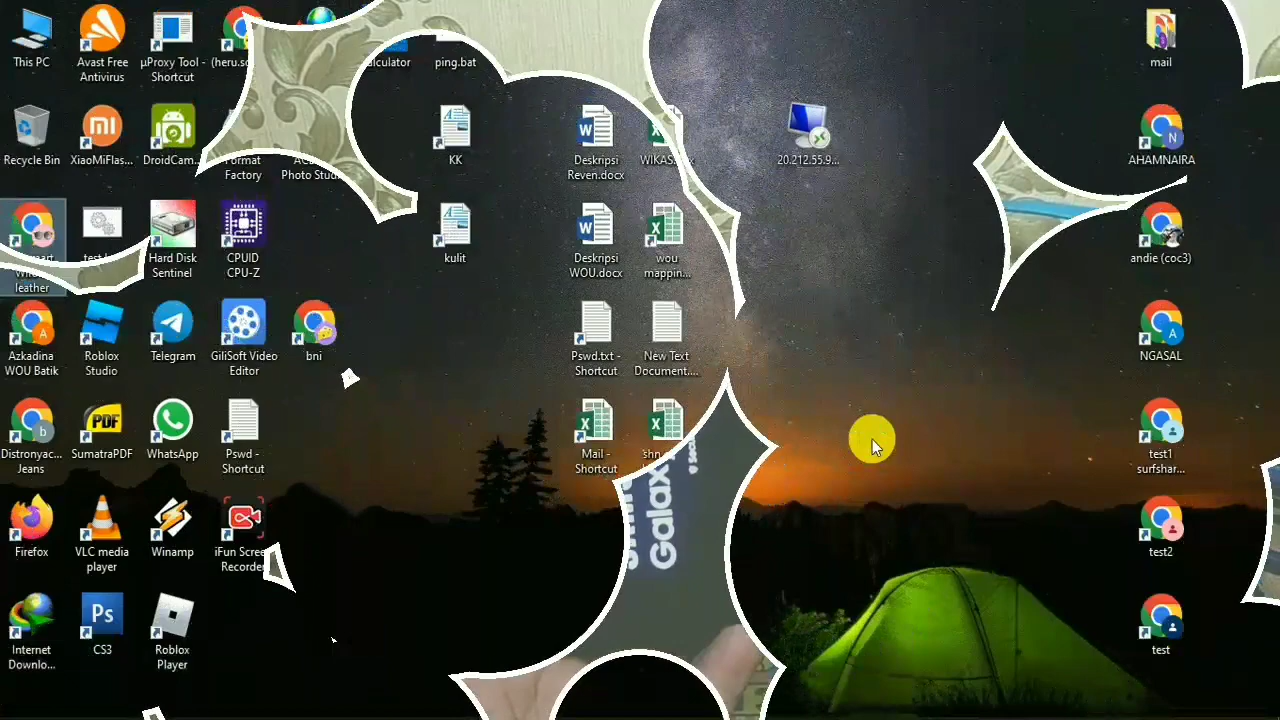 This PC
Avast Free
Antivirus
µProxy Tool -
Shortcut
ping.bat
mail
Recycle Bin
XiaoMiFlas...
DroidCam...
Format
Factory
Photo
KK
Deskripsi
Reven.docx
20.212.55.9...
AHAMNAIRA
leather
Hard Disk
Sentinel
CPUID
CPU-Z
kulit
Deskripsi
WOU.docx
wou
mappin...
andie (coc3)
Azkadina
WOU Batik
Roblox
Studio
Telegram
GiliSoft Video
Editor
bni
Pswd.txt -
Shortcut
New Text
Document....
NGASAL
Distronyac...
Jeans
PDF
SumatraPDF
WhatsApp
Pswd -
Shortcut
Mail -
Shortcut
test1
surfshar...
Firefox
VLC media
player
Winamp
iFun Scree
Recorder
test2
Internet
Downlo...
Ps
CS3
Roblox
Player
test
Galax